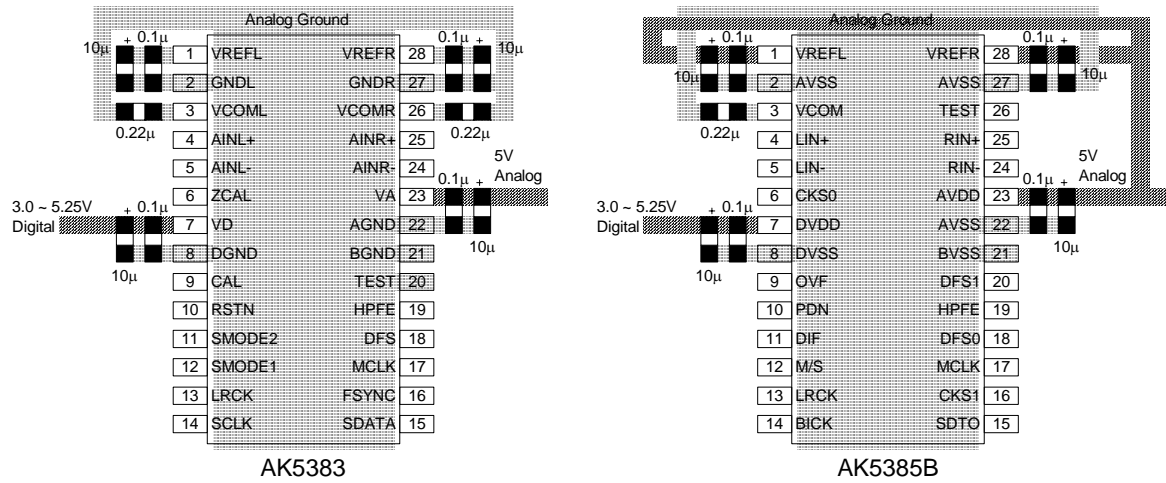 Analog Ground
10μ + 0.1μ 0.1μ + 10μ
1 VREFL VREFR 28
2 GNDL GNDR 27
3 VCOML VCOMR 26
0.22μ 0.22μ
4 AINL+ AINR+ 25
5 AINL- AINR- 24
5V
Analog
0.1μ +
6 ZCAL VA 23
3.0 ~ 5.25V
Digital
+ 0.1μ
7 VD AGND 22
10μ
8 DGND BGND 21
10μ
9 CAL TEST 20
10 RSTN HPFE 19
11 SMODE2 DFS 18
12 SMODE1 MCLK 17
13 LRCK FSYNC 16
14 SCLK SDATA 15
AK5383
Analog Ground
+ 0.1μ 0.1μ +
1 VREFL VREFR 28
10μ 10μ
2 AVSS AVSS 27
3 VCOM TEST 26
0.22μ
4 LIN+ RIN+ 25
5 LIN- RIN- 24
5V
Analog
0.1μ +
6 CKS0 AVDD 23
3.0 ~ 5.25V
Digital
+ 0.1μ
7 DVDD AVSS 22
10μ
8 DVSS BVSS 21
10μ
9 OVF DFS1 20
10 PDN HPFE 19
11 DIF DFS0 18
12 M/S MCLK 17
13 LRCK CKS1 16
14 BICK SDTO 15
AK5385B